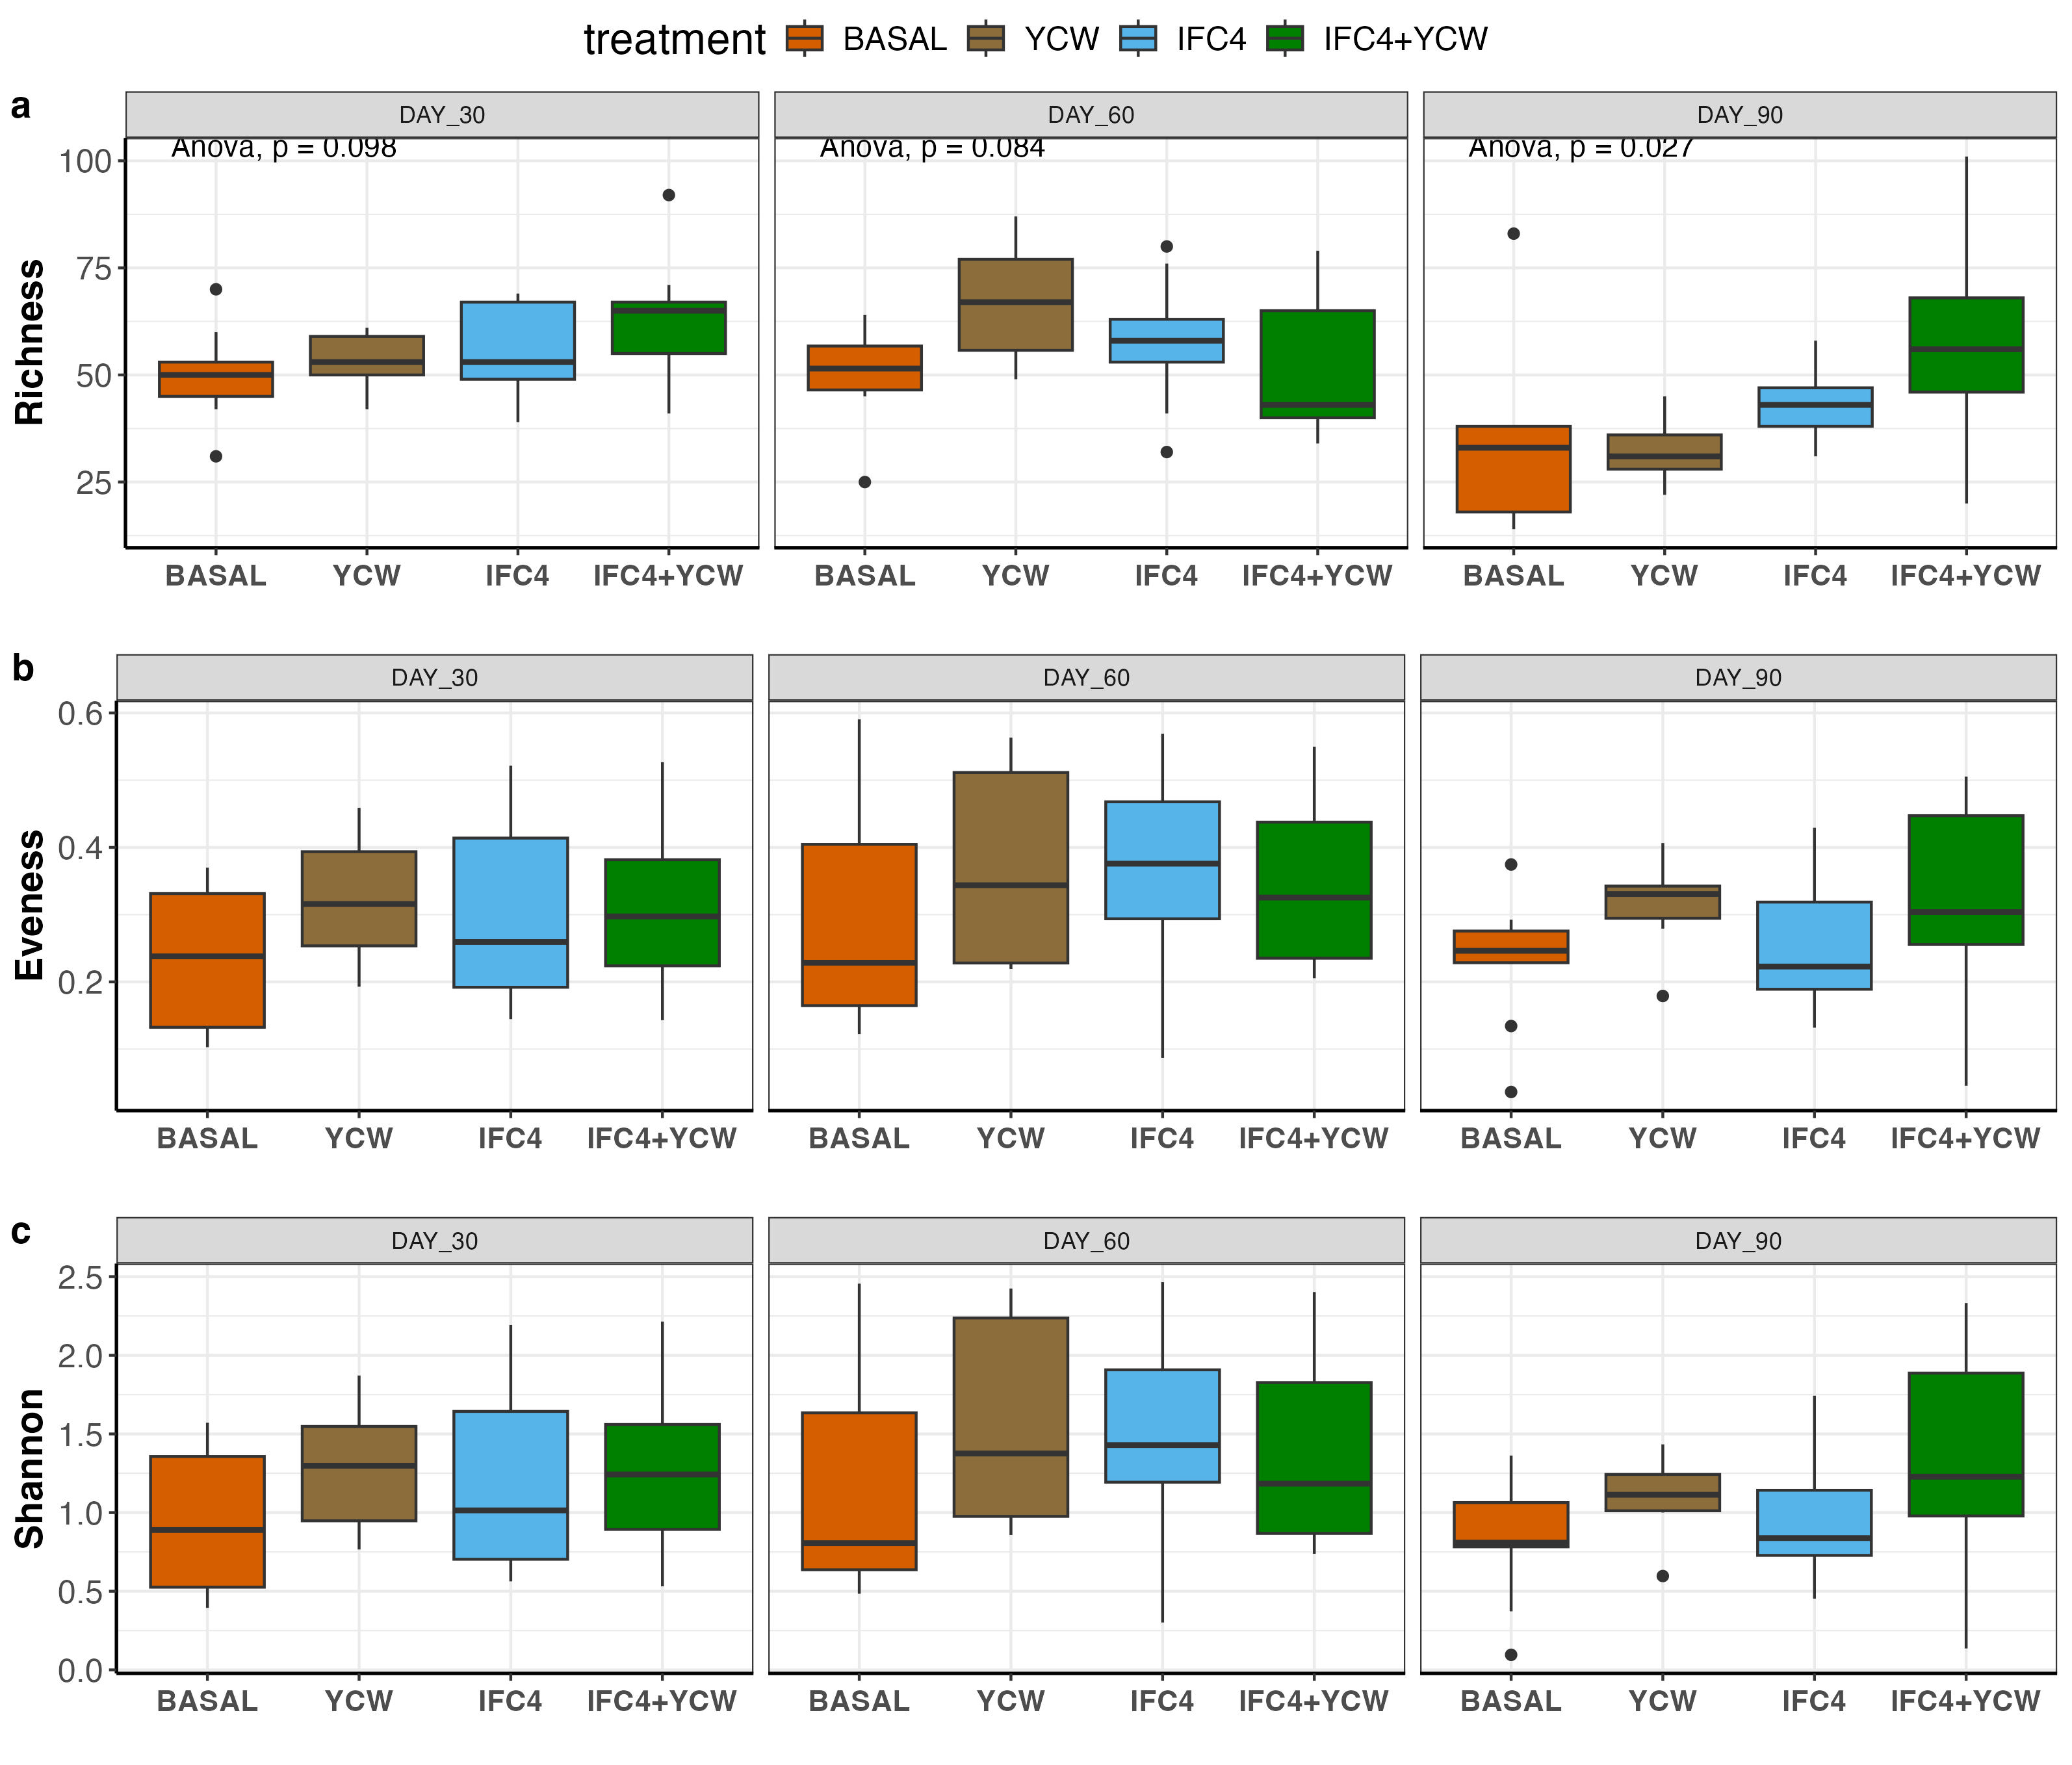 treatment BASAL YCW IFC4 IFC4+YCW
a
DAY_30 DAY_60 DAY_90
Anova, p = 0.098 Anova, p = 0.084 Anova, p = 0.027
Richness
100
75
50
25
BASAL YCW IFC4 IFC4+YCW BASAL YCW IFC4 IFC4+YCW BASAL YCW IFC4 IFC4+YCW
b
DAY_30 DAY_60 DAY_90
Eveness
0.6
0.4
0.2
BASAL YCW IFC4 IFC4+YCW BASAL YCW IFC4 IFC4+YCW BASAL YCW IFC4 IFC4+YCW
c
DAY_30 DAY_60 DAY_90
Shannon
2.5
2.0
1.5
1.0
0.5
0.0
BASAL YCW IFC4 IFC4+YCW BASAL YCW IFC4 IFC4+YCW BASAL YCW IFC4 IFC4+YCW